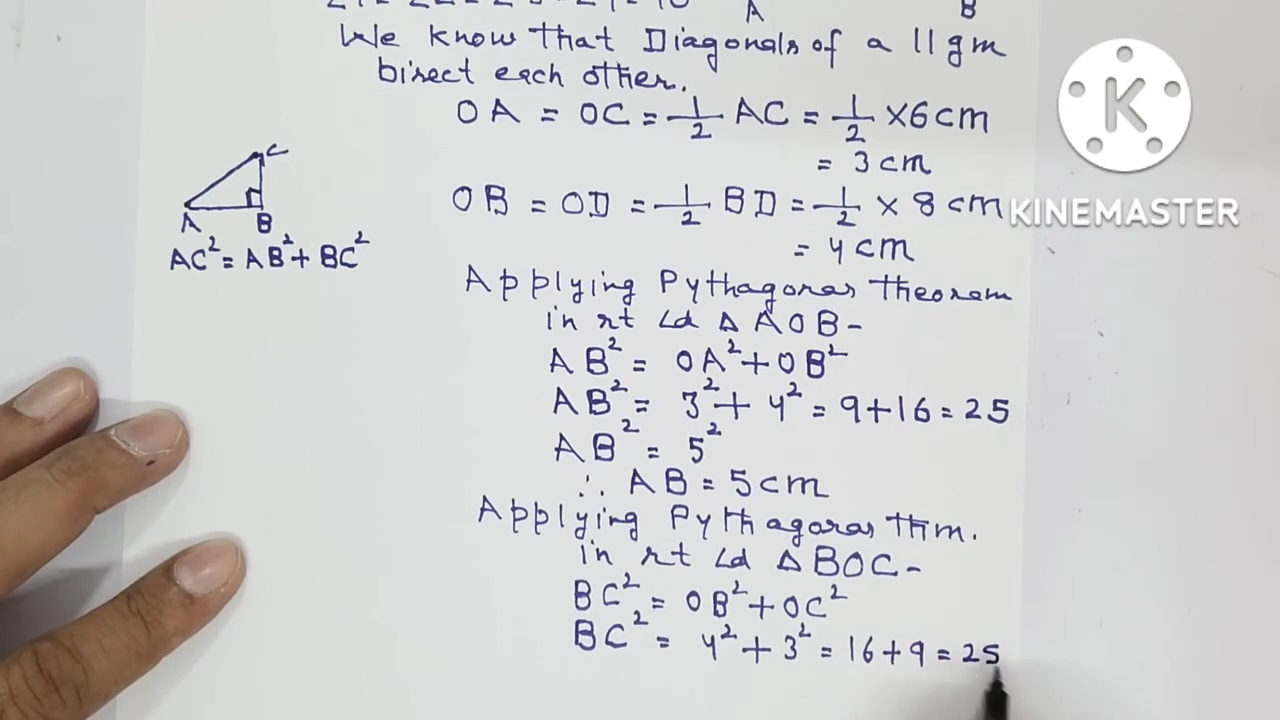 A
B
We know that Diagonals of a ||gm
bisect each other.
OA = OC = 1/2 AC = 1/2 × 6 cm
= 3 cm
OB = OD = 1/2 BD = 1/2 × 8 cm
= 4 cm
Applying Pythagoras theorem
in rt ∠d △ AOB -
AB² = OA² + OB²
AB² = 3² + 4² = 9 + 16 = 25
AB² = 5²
∴ AB = 5 cm
Applying Pythagoras Thm.
in rt ∠d △ BOC -
BC² = OB² + OC²
BC² = 4² + 3² = 16 + 9 = 25
C
A
B
AC² = AB² + BC²
K
KINEMASTER